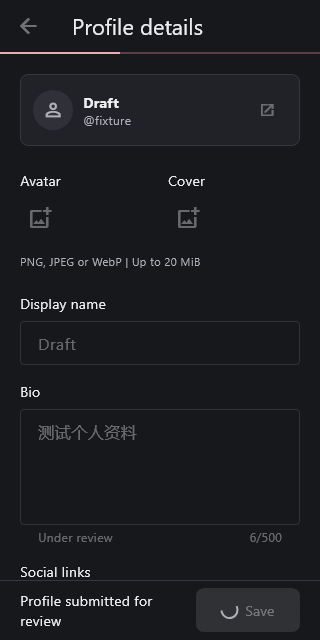 Profile details
Draft
@fixture
Avatar
Cover
PNG, JPEG or WebP | Up to 20 MiB
Display name
Draft
Bio
测试个人资料
Under review
6/500
Social links
Profile submitted for
review
Save